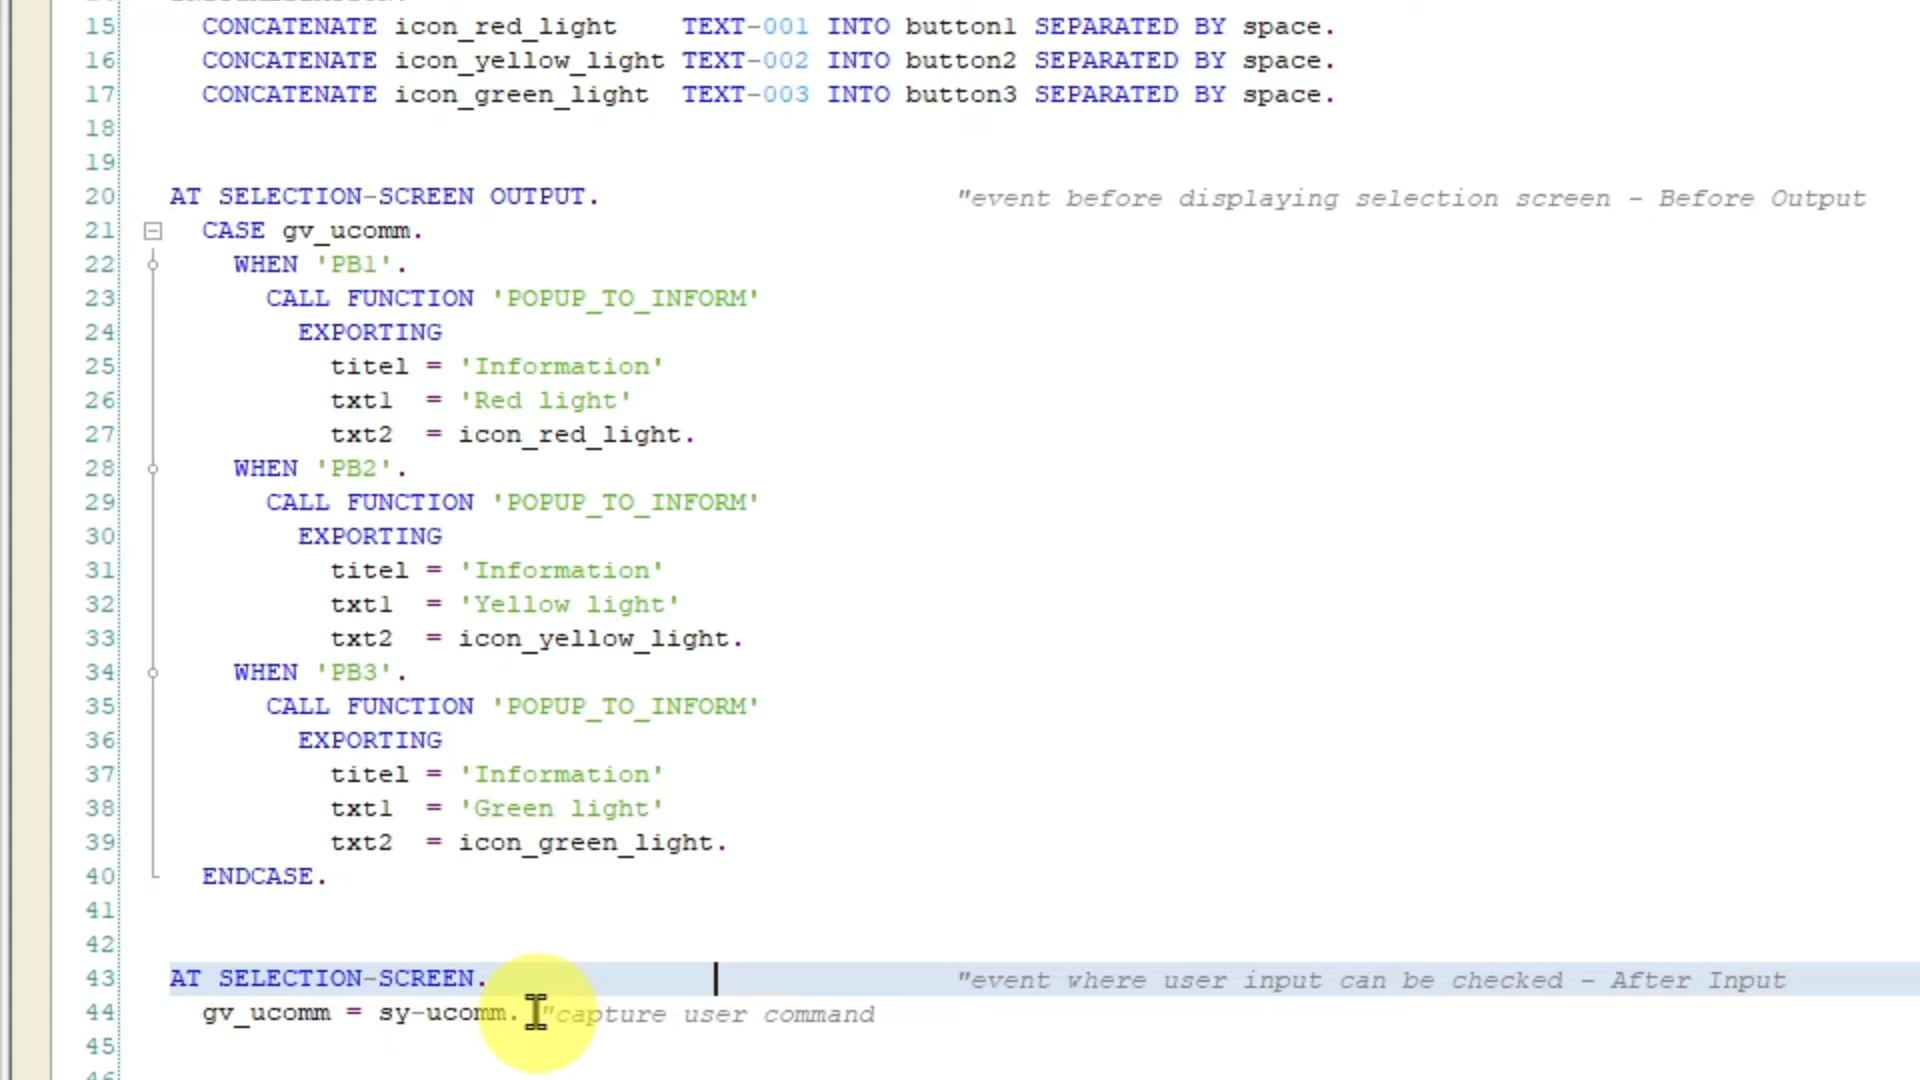 15 CONCATENATE icon_red_light TEXT-001 INTO button1 SEPARATED BY space.
16 CONCATENATE icon_yellow_light TEXT-002 INTO button2 SEPARATED BY space.
17 CONCATENATE icon_green_light TEXT-003 INTO button3 SEPARATED BY space.
18
19
20 AT SELECTION-SCREEN OUTPUT. "event before displaying selection screen - Before Output
21 CASE gv_ucomm.
22 WHEN 'PB1'.
23 CALL FUNCTION 'POPUP_TO_INFORM'
24 EXPORTING
25 titel = 'Information'
26 txt1 = 'Red light'
27 txt2 = icon_red_light.
28 WHEN 'PB2'.
29 CALL FUNCTION 'POPUP_TO_INFORM'
30 EXPORTING
31 titel = 'Information'
32 txt1 = 'Yellow light'
33 txt2 = icon_yellow_light.
34 WHEN 'PB3'.
35 CALL FUNCTION 'POPUP_TO_INFORM'
36 EXPORTING
37 titel = 'Information'
38 txt1 = 'Green light'
39 txt2 = icon_green_light.
40 ENDCASE.
41
42
43 AT SELECTION-SCREEN. "event where user input can be checked - After Input
44 gv_ucomm = sy-ucomm. "capture user command
45